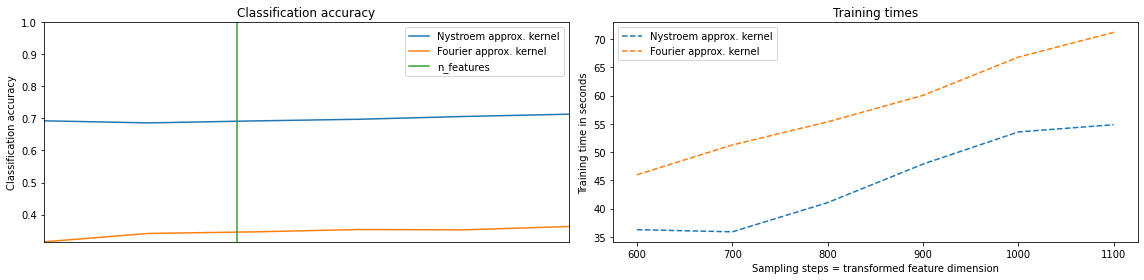 Classification accuracy
Classification accuracy
1.0
0.9
0.8
0.7
0.6
0.5
0.4
Nystroem approx. kernel
Fourier approx. kernel
n_features
Training times
Training time in seconds
70
65
60
55
50
45
40
35
Nystroem approx. kernel
Fourier approx. kernel
600 700 800 900 1000 1100
Sampling steps = transformed feature dimension